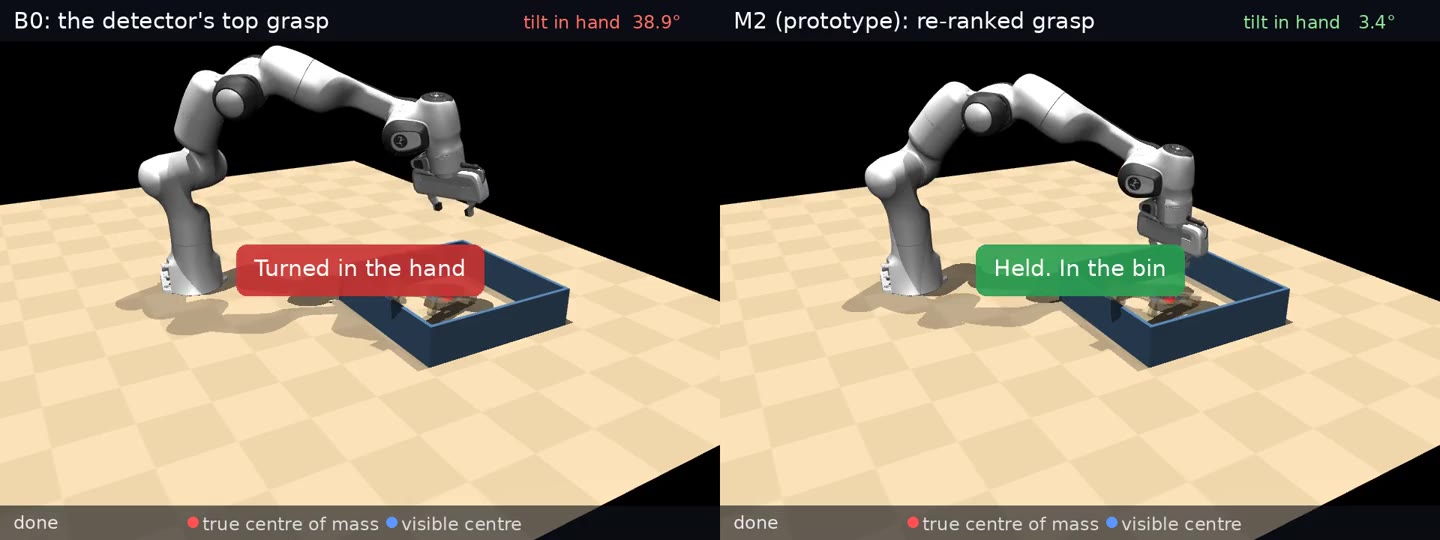 B0: the detector's top grasp
tilt in hand 38.9°
M2 (prototype): re-ranked grasp
tilt in hand 3.4°
Turned in the hand
Held. In the bin
done
true centre of mass
visible centre
done
true centre of mass
visible centre